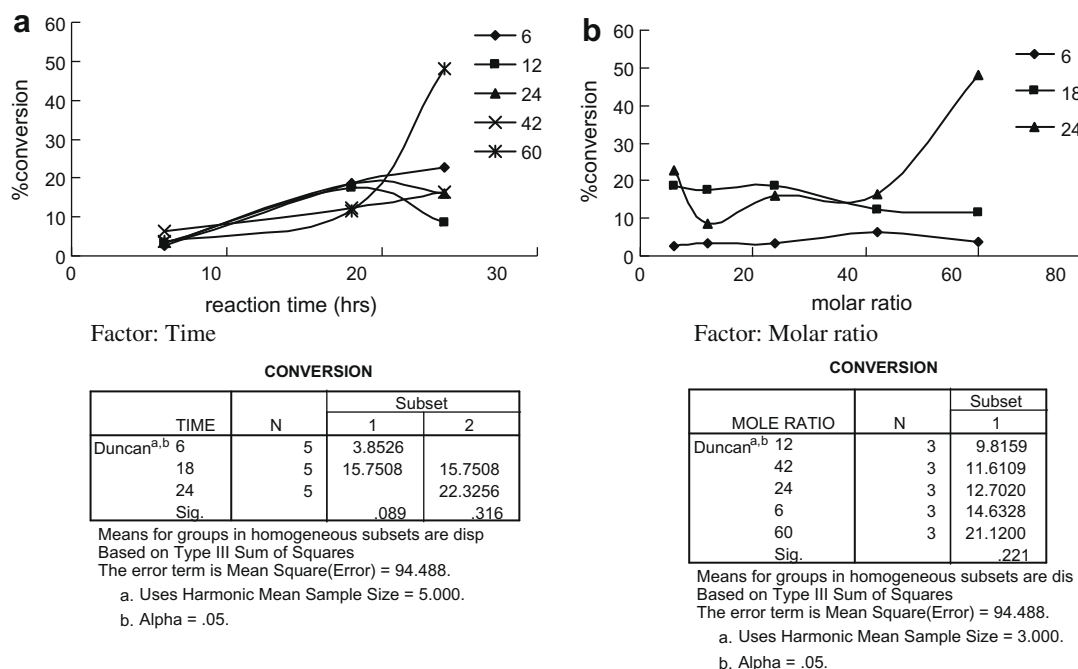 a
60
50
40
30
20
10
0
%conversion
0 10 20 30
reaction time (hrs)
6
12
24
42
60
Factor: Time
CONVERSION
Subset
TIME N 1 2
Duncan a,b 6 5 3.8526
18 5 15.7508 15.7508
24 5 22.3256
Sig. .089 .316
Means for groups in homogeneous subsets are disp
Based on Type III Sum of Squares
The error term is Mean Square(Error) = 94.488.
a. Uses Harmonic Mean Sample Size = 5.000.
b. Alpha = .05.
b
60
50
40
30
20
10
0
%conversion
0 20 40 60 80
molar ratio
6
18
24
Factor: Molar ratio
CONVERSION
Subset
MOLE RATIO N 1
Duncan a,b 12 3 9.8159
42 3 11.6109
24 3 12.7020
6 3 14.6328
60 3 21.1200
Sig. .221
Means for groups in homogeneous subsets are dis
Based on Type III Sum of Squares
The error term is Mean Square(Error) = 94.488.
a. Uses Harmonic Mean Sample Size = 3.000.
b. Alpha = .05.